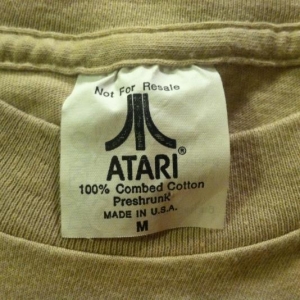 Not For Resale
ATARI®
100% Combed Cotton
Preshrunk
MADE IN U.S.A.
M